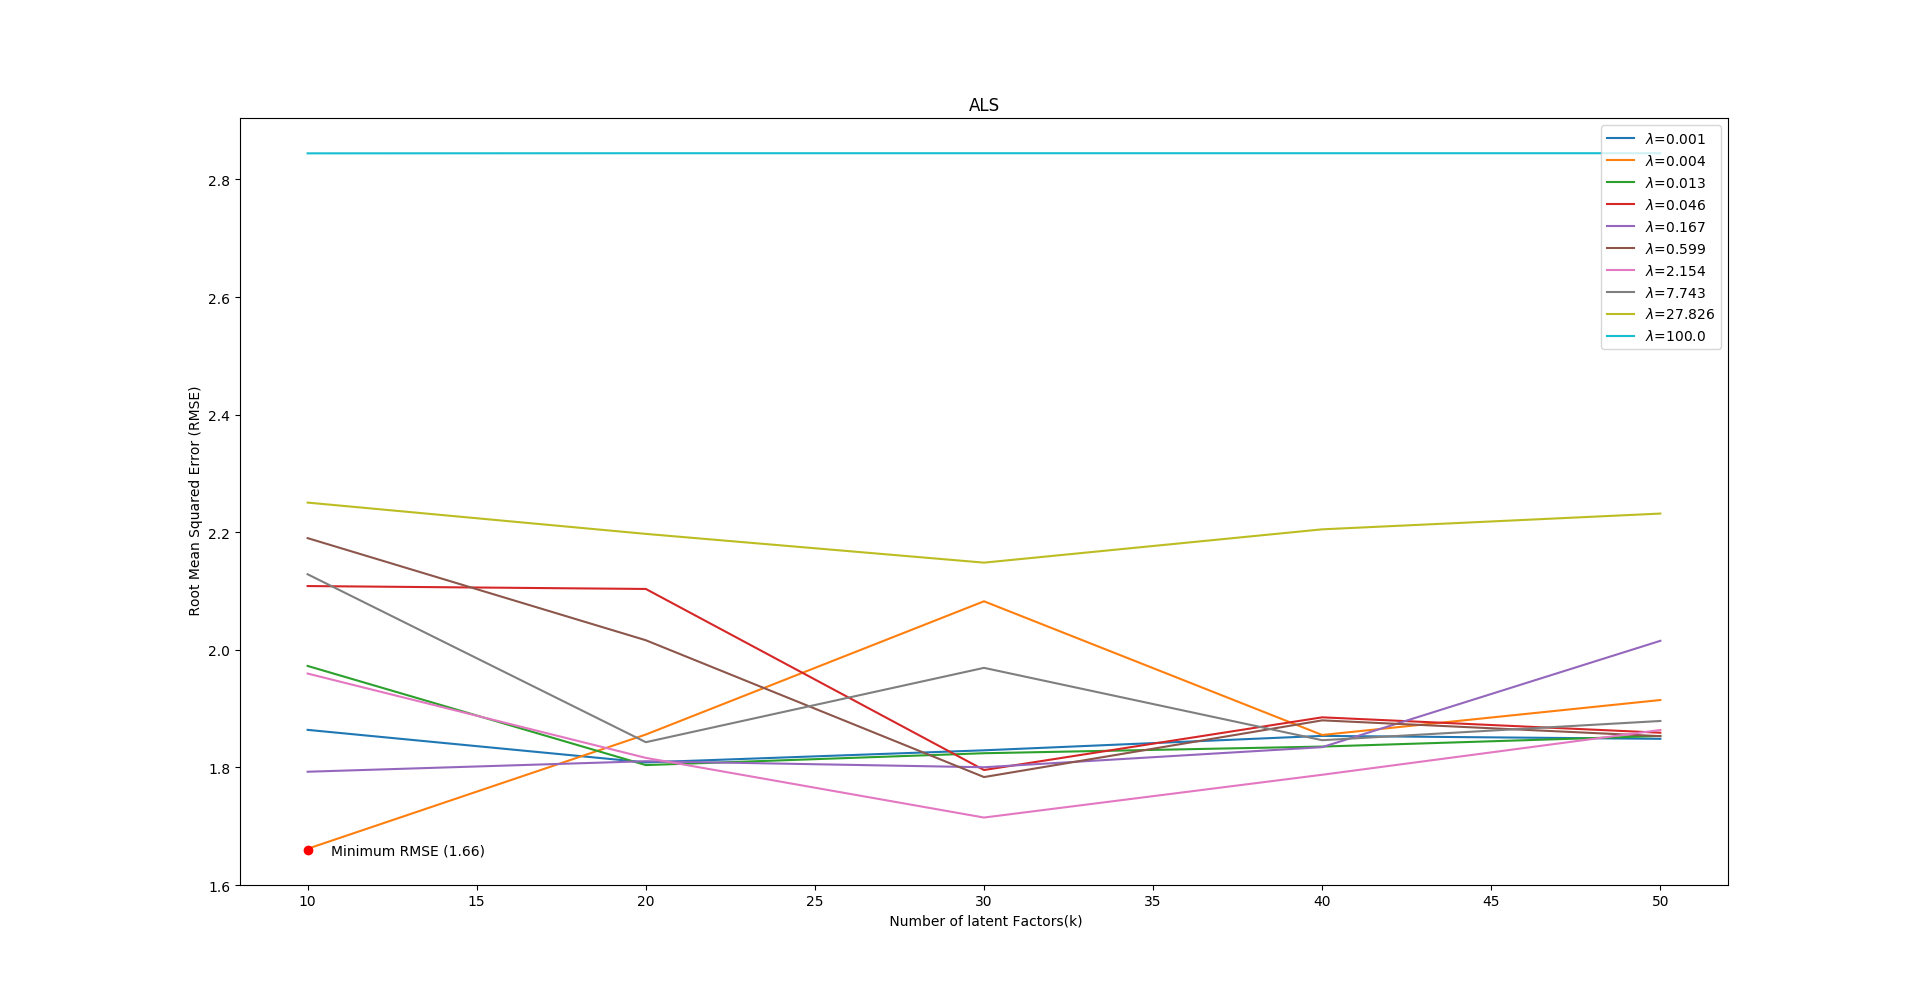 ALS
λ=0.001
λ=0.004
λ=0.013
λ=0.046
λ=0.167
λ=0.599
λ=2.154
λ=7.743
λ=27.826
λ=100.0
2.8
2.6
2.4
2.2
2.0
1.8
1.6
Root Mean Squared Error (RMSE)
Minimum RMSE (1.66)
10 15 20 25 30 35 40 45 50
Number of latent Factors(k)